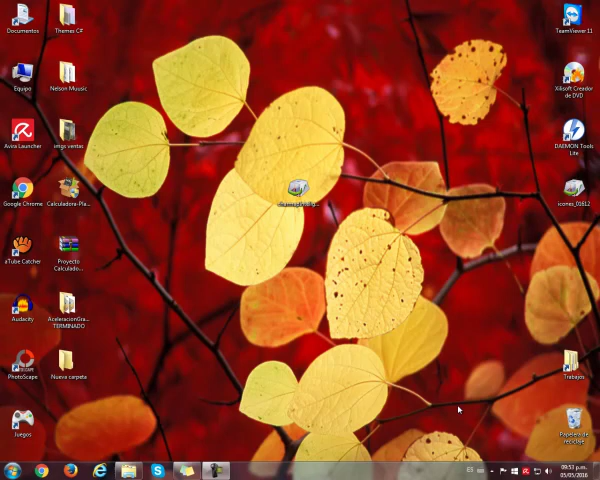 Documentos
Themes C#
TeamViewer 11
Equipo
Nelson Muusic
Xilisoft Creador
de DVD
Avira Launcher
imgs ventas
DAEMON Tools
Lite
Google Chrome
Calculadora-Pla...
icones_01612
aTube Catcher
Proyecto
Calculado...
Audacity
AceleracionGra...
TERMINADO
PhotoScape
Nueva carpeta
Trabajos
Juegos
Papelera de
reciclaje
ES
09:53 p.m.
05/05/2016